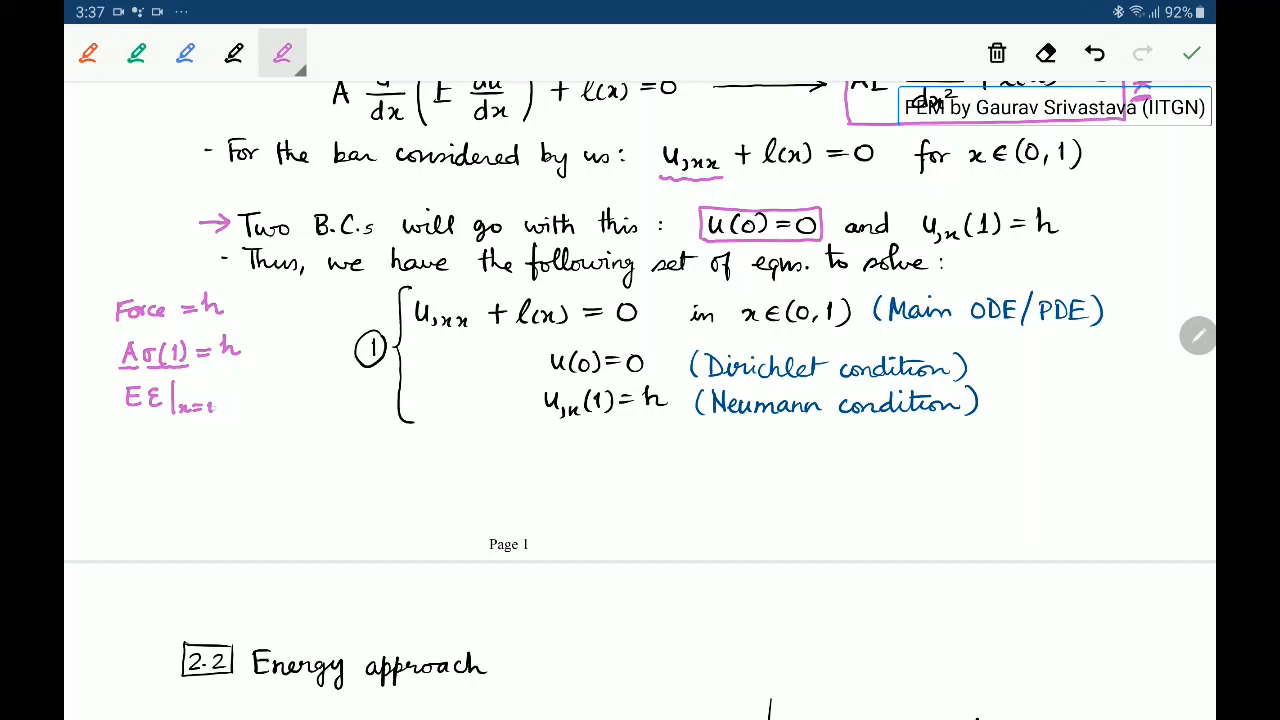 3:37 92%
A d/dx (E du/dx) + l(x) = 0
dx²
FEM by Gaurav Srivastava (IITGN)
- For the bar considered by us: u,xx + l(x) = 0 for x ∈ (0, 1)
→ Two B.C.s will go with this : u(0) = 0 and u,x(1) = h
- Thus, we have the following set of eqns. to solve :
Force = h
Aσ(1) = h
Eε|x=1
① { u,xx + l(x) = 0 in x ∈ (0, 1) (Main ODE/PDE)
u(0) = 0 (Dirichlet condition)
u,x(1) = h (Neumann condition)
Page 1
2.2 Energy approach